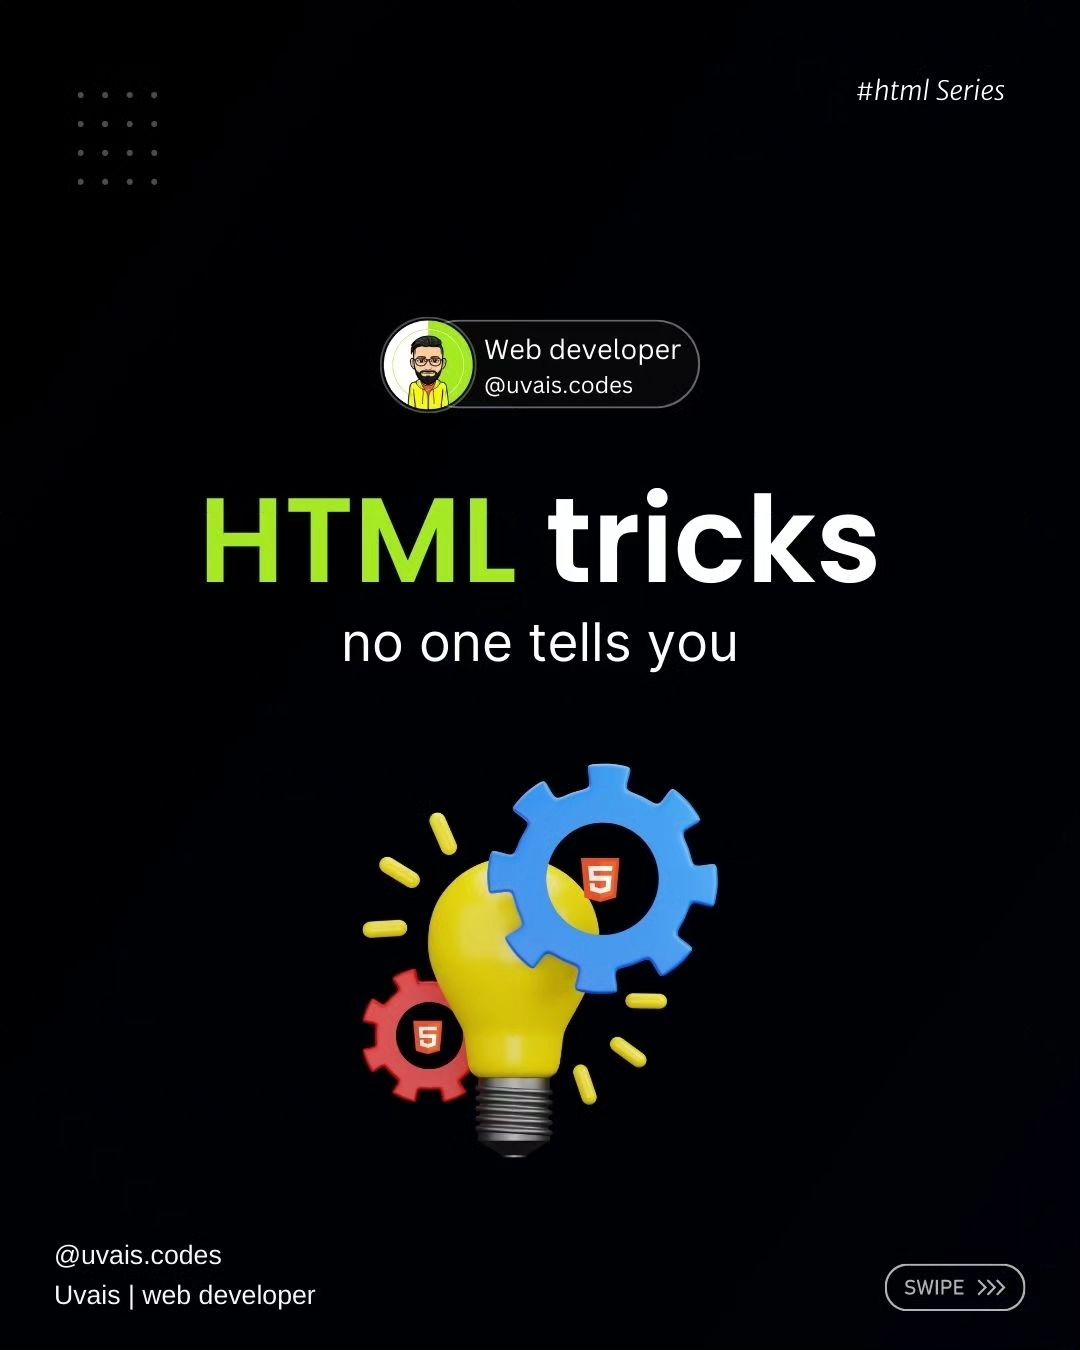 #html Series
Web developer
@uvais.codes
HTML tricks
no one tells you
5
5
@uvais.codes
Uvais | web developer
SWIPE >>>